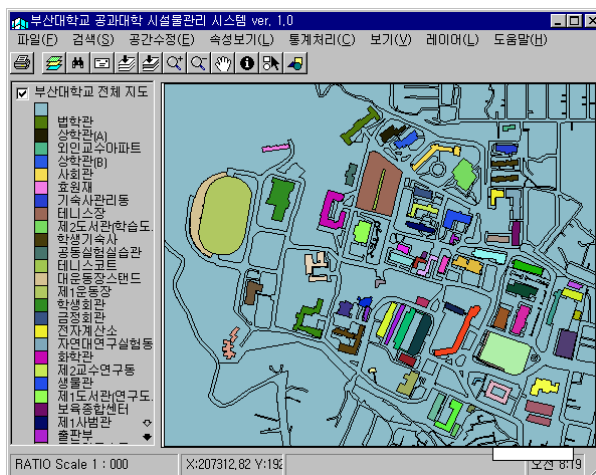 부산대학교 공과대학 시설물관리 시스템 ver. 1.0
파일(F) 검색(S) 공간수정(E) 속성보기(L) 통계처리(C) 보기(V) 레이어(L) 도움말(H)
부산대학교 전체 지도
법학관
상학관(A)
외인교수아파트
상학관(B)
사회관
효원재
기숙사관리동
테니스장
제2도서관(학습도.
학생기숙사
공동실험실습관
테니스코트
대운동장스탠드
제1운동장
학생회관
금정회관
전자계산소
자연대연구실험동
화학관
제2교수연구동
생물관
제1도서관(연구도.
보육종합센터
제1사범관
출판부
RATIO Scale 1 : 000 X:207312,82 Y:192 오전 8:19